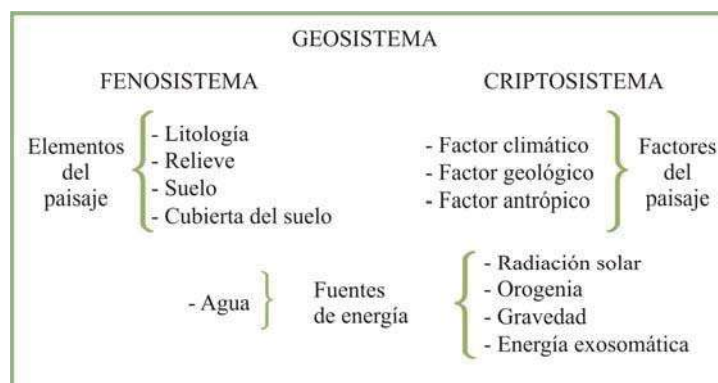 GEOSISTEMA
FENOSISTEMA
CRIPTOSISTEMA
Elementos
del
paisaje
- Litología
- Relieve
- Suelo
- Cubierta del suelo
- Factor climático
- Factor geológico
- Factor antrópico
Factores
del
paisaje
- Agua
Fuentes
de energía
- Radiación solar
- Orogenia
- Gravedad
- Energía exosomática